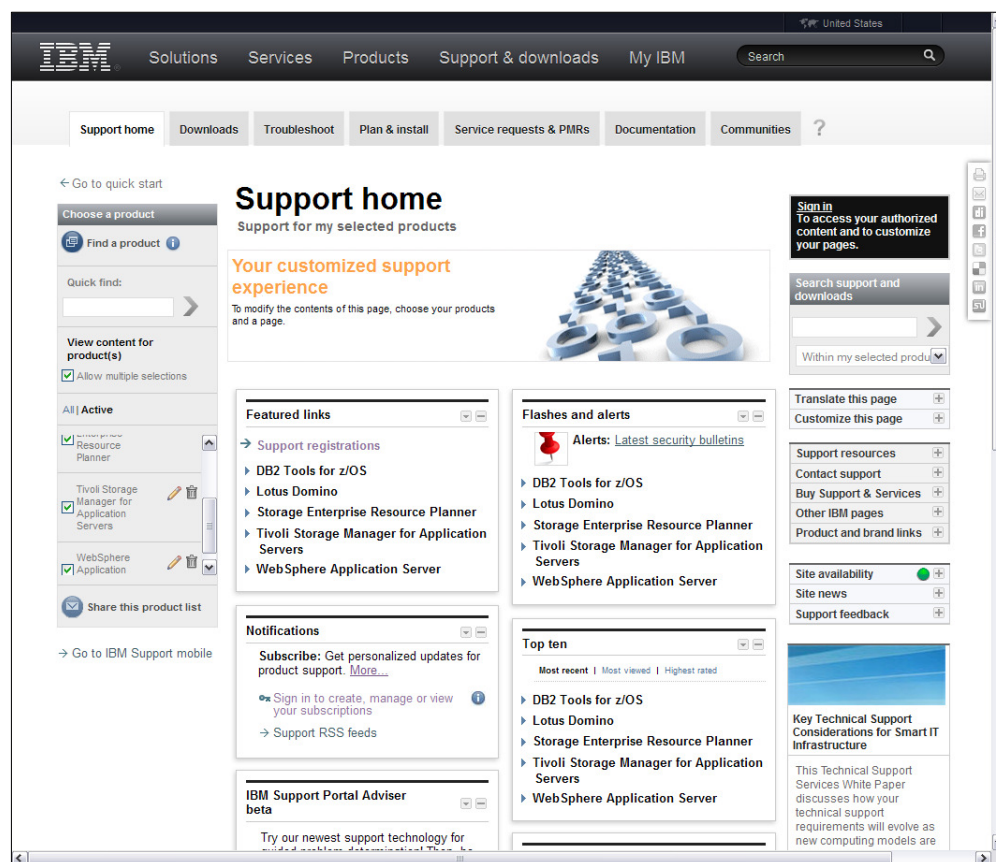 United States
IBM
Solutions Services Products Support & downloads My IBM Search
Support home Downloads Troubleshoot Plan & install Service requests & PMRs Documentation Communities ?
Go to quick start
Choose a product
Find a product
Quick find:
View content for
product(s)
Allow multiple selections
All | Active
Resource
Planner
Tivoli Storage
Manager for
Application
Servers
WebSphere
Application
Share this product list
Go to IBM Support mobile
Support home
Support for my selected products
Your customized support
experience
To modify the contents of this page, choose your products
and a page.
Featured links
Support registrations
DB2 Tools for z/OS
Lotus Domino
Storage Enterprise Resource Planner
Tivoli Storage Manager for Application
Servers
WebSphere Application Server
Notifications
Subscribe: Get personalized updates for
product support. More...
Sign in to create, manage or view
your subscriptions
Support RSS feeds
IBM Support Portal Adviser
beta
Try our newest support technology for
Flashes and alerts
Alerts: Latest security bulletins
DB2 Tools for z/OS
Lotus Domino
Storage Enterprise Resource Planner
Tivoli Storage Manager for Application
Servers
WebSphere Application Server
Top ten
Most recent | Most viewed | Highest rated
DB2 Tools for z/OS
Lotus Domino
Storage Enterprise Resource Planner
Tivoli Storage Manager for Application
Servers
WebSphere Application Server
Sign in
To access your authorized
content and to customize
your pages.
Search support and
downloads
Within my selected produ
Translate this page
Customize this page
Support resources
Contact support
Buy Support & Services
Other IBM pages
Product and brand links
Site availability
Site news
Support feedback
Key Technical Support
Considerations for Smart IT
Infrastructure
This Technical Support
Services White Paper
discusses how your
technical support
requirements will evolve as
new computing models are